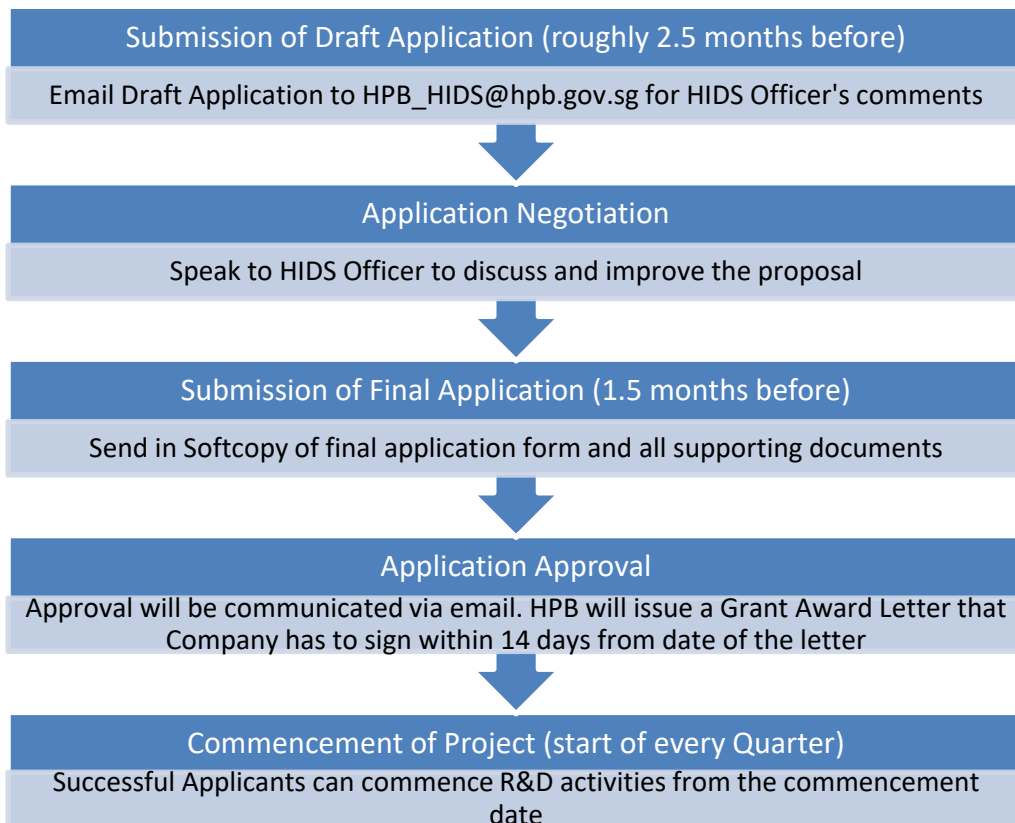 Submission of Draft Application (roughly 2.5 months before)
Email Draft Application to HPB_HIDS@hpb.gov.sg for HIDS Officer's comments
Application Negotiation
Speak to HIDS Officer to discuss and improve the proposal
Submission of Final Application (1.5 months before)
Send in Softcopy of final application form and all supporting documents
Application Approval
Approval will be communicated via email. HPB will issue a Grant Award Letter that
Company has to sign within 14 days from date of the letter
Commencement of Project (start of every Quarter)
Successful Applicants can commence R&D activities from the commencement
date